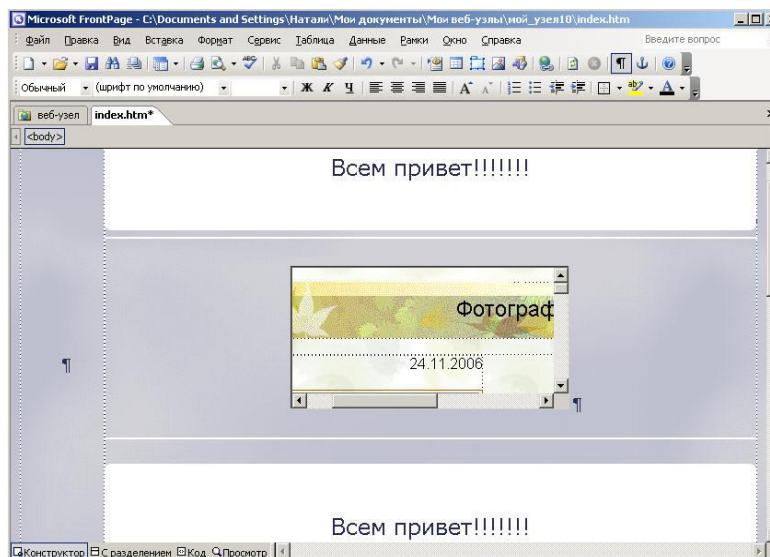 Microsoft FrontPage - C:\Documents and Settings\Натали\Мои документы\Мои веб-узлы\мой_узел10\index.htm
Файл Правка Вид Вставка Формат Сервис Таблица Данные Рамки Окно Справка Введите вопрос
Обычный (шрифт по умолчанию) Ж К Ч
веб-узел index.htm*
<body>
Всем привет!!!!!!!
Фотограф
24.11.2006
Всем привет!!!!!!!
Конструктор С разделением Код Просмотр